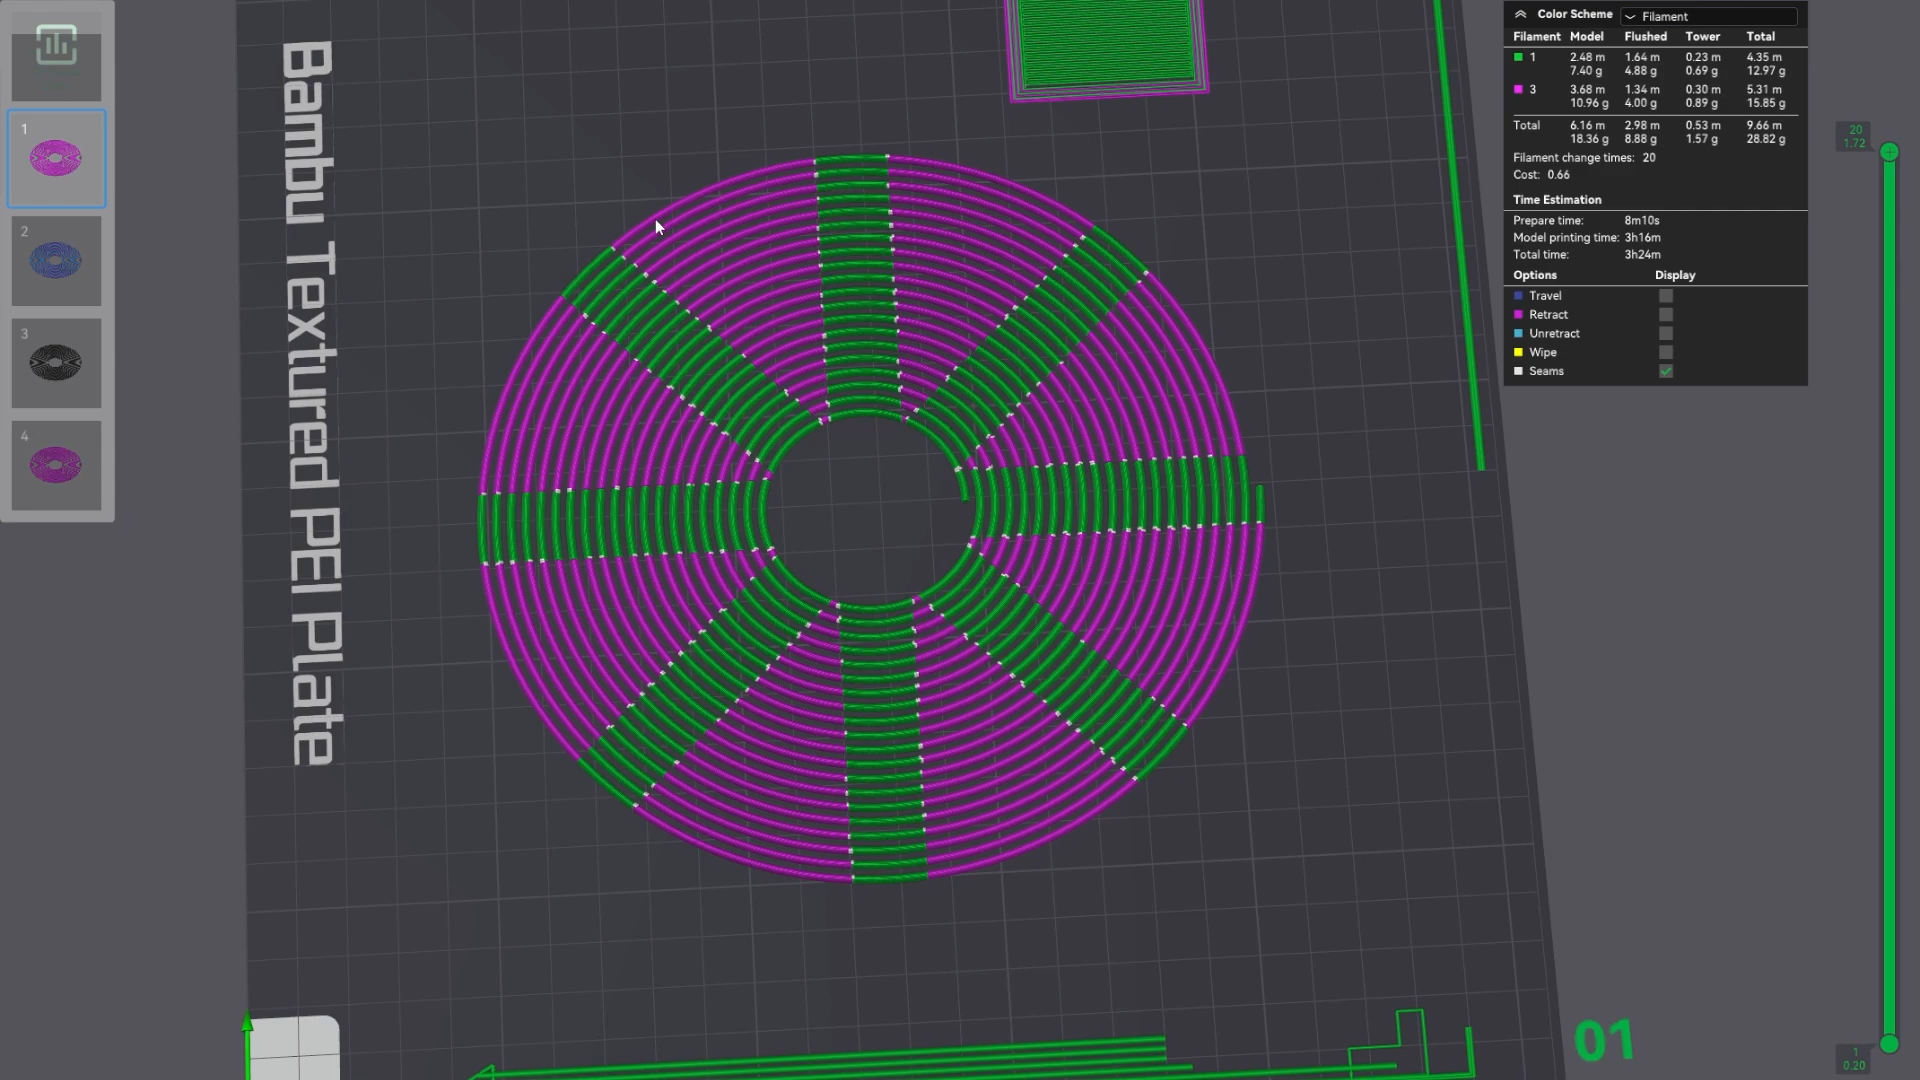 1
2
3
4
Bambu Textured PEI Plate
Color Scheme Filament
Filament Model Flushed Tower Total
1 2.48 m 1.64 m 0.23 m 4.35 m
7.40 g 4.88 g 0.69 g 12.97 g
3 3.68 m 1.34 m 0.30 m 5.31 m
10.96 g 4.00 g 0.89 g 15.85 g
Total 6.16 m 2.98 m 0.53 m 9.66 m
18.36 g 8.88 g 1.57 g 28.82 g
Filament change times: 20
Cost: 0.66
Time Estimation
Prepare time: 8m10s
Model printing time: 3h16m
Total time: 3h24m
Options Display
Travel
Retract
Unretract
Wipe
Seams
20
1.72
01
1
0.20